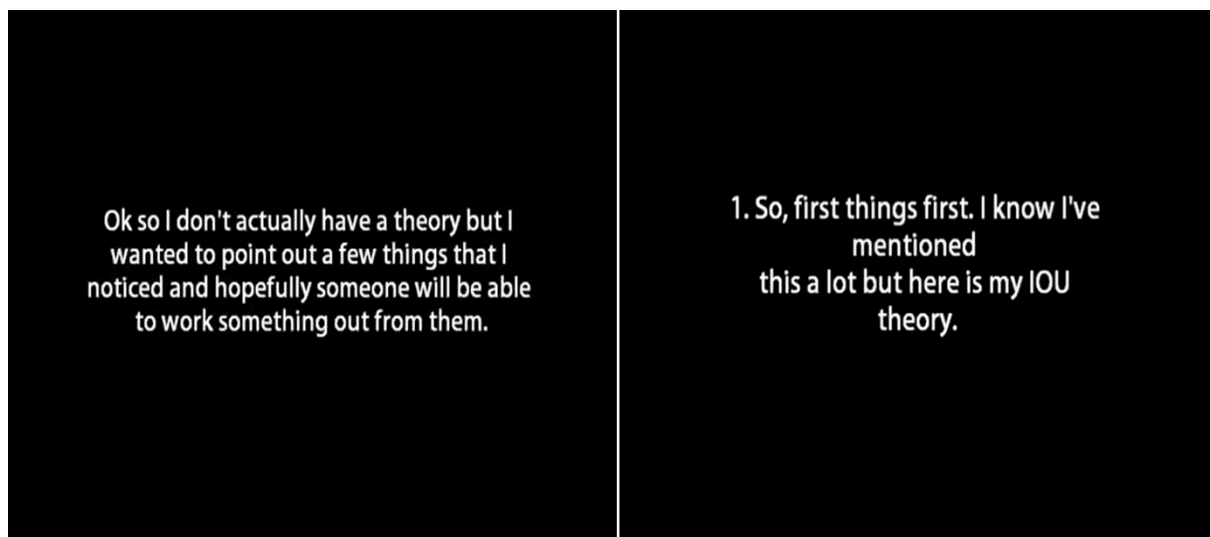 Ok so I don't actually have a theory but I
wanted to point out a few things that I
noticed and hopefully someone will be able
to work something out from them.
1. So, first things first. I know I've
mentioned
this a lot but here is my IOU
theory.